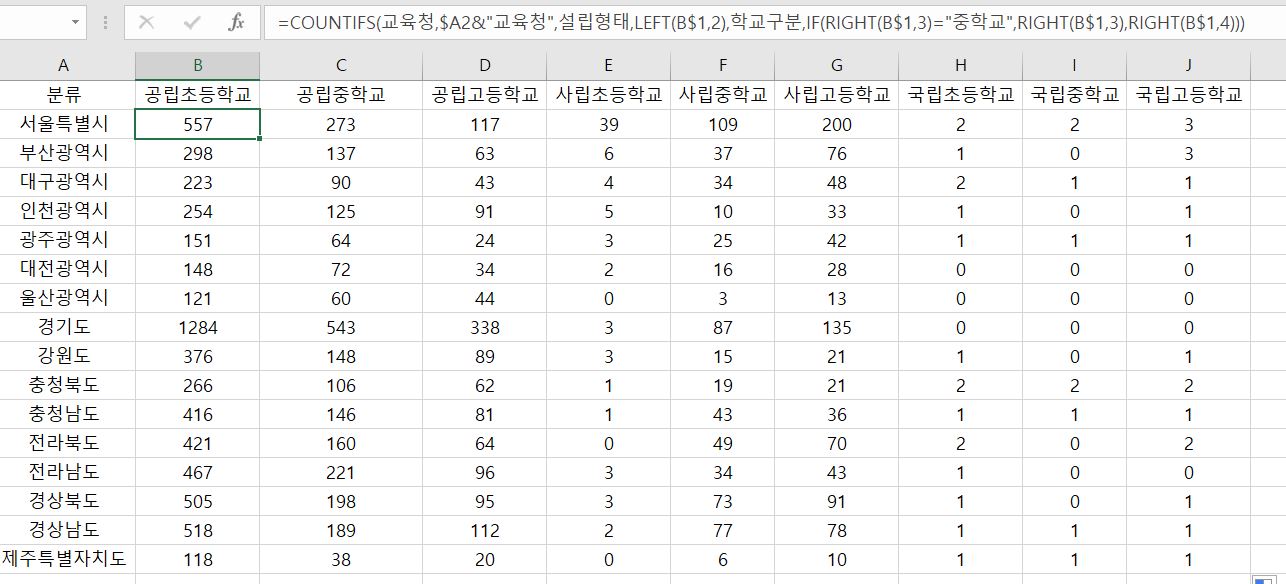 fx =COUNTIFS(교육청,$A2&"교육청",설립형태,LEFT(B$1,2),학교구분,IF(RIGHT(B$1,3)="중학교",RIGHT(B$1,3),RIGHT(B$1,4)))
A B C D E F G H I J
분류 공립초등학교 공립중학교 공립고등학교 사립초등학교 사립중학교 사립고등학교 국립초등학교 국립중학교 국립고등학교
서울특별시 557 273 117 39 109 200 2 2 3
부산광역시 298 137 63 6 37 76 1 0 3
대구광역시 223 90 43 4 34 48 2 1 1
인천광역시 254 125 91 5 10 33 1 0 1
광주광역시 151 64 24 3 25 42 1 1 1
대전광역시 148 72 34 2 16 28 0 0 0
울산광역시 121 60 44 0 3 13 0 0 0
경기도 1284 543 338 3 87 135 0 0 0
강원도 376 148 89 3 15 21 1 0 1
충청북도 266 106 62 1 19 21 2 2 2
충청남도 416 146 81 1 43 36 1 1 1
전라북도 421 160 64 0 49 70 2 0 2
전라남도 467 221 96 3 34 43 1 0 0
경상북도 505 198 95 3 73 91 1 0 1
경상남도 518 189 112 2 77 78 1 1 1
제주특별자치도 118 38 20 0 6 10 1 1 1